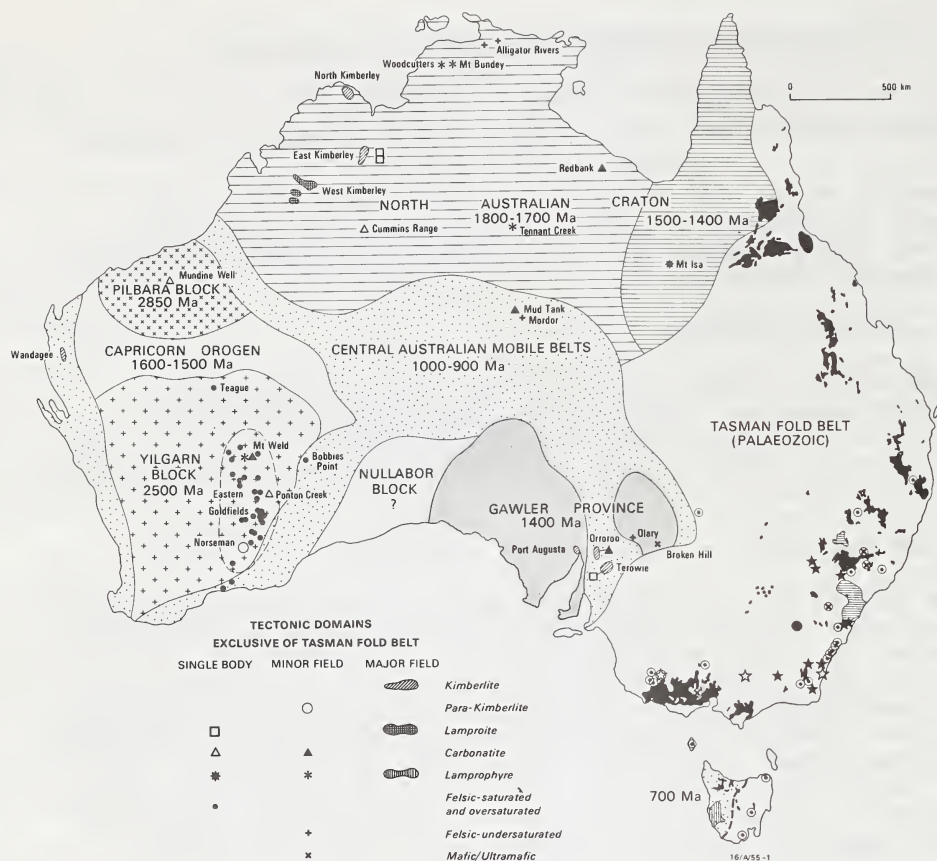 Alligator Rivers
Woodcutters * * Mt Bundey
North Kimberley
0 500 km
East Kimberley
Redbank
West Kimberley
NORTH AUSTRALIAN CRATON
1800-1700 Ma
1500-1400 Ma
Cummins Range
Tennant Creek
Mt Isa
Mundine Well
PILBARA BLOCK
2850 Ma
Mud Tank
Mordor
Wandagee
CAPRICORN OROGEN
1600-1500 Ma
CENTRAL AUSTRALIAN MOBILE BELTS
1000-900 Ma
Teague
TASMAN FOLD BELT
(PALAEOZOIC)
Mt Weld
Bobbies
Point
YILGARN
BLOCK
2500 Ma
NULLABOR
BLOCK
?
Eastern
Goldfields
Ponton Creek
GAWLER PROVINCE
1400 Ma
Norseman
Port Augusta
Ororoo
Olary
Broken Hill
Terowie
TECTONIC DOMAINS
EXCLUSIVE OF TASMAN FOLD BELT
SINGLE BODY MINOR FIELD MAJOR FIELD
Kimberlite
Para-Kimberlite
Lamproite
Carbonatite
Lamprophyre
Felsic-saturated
and oversaturated
Felsic-undersaturated
Mafic/Ultramafic
700 Ma
16/A/55-1